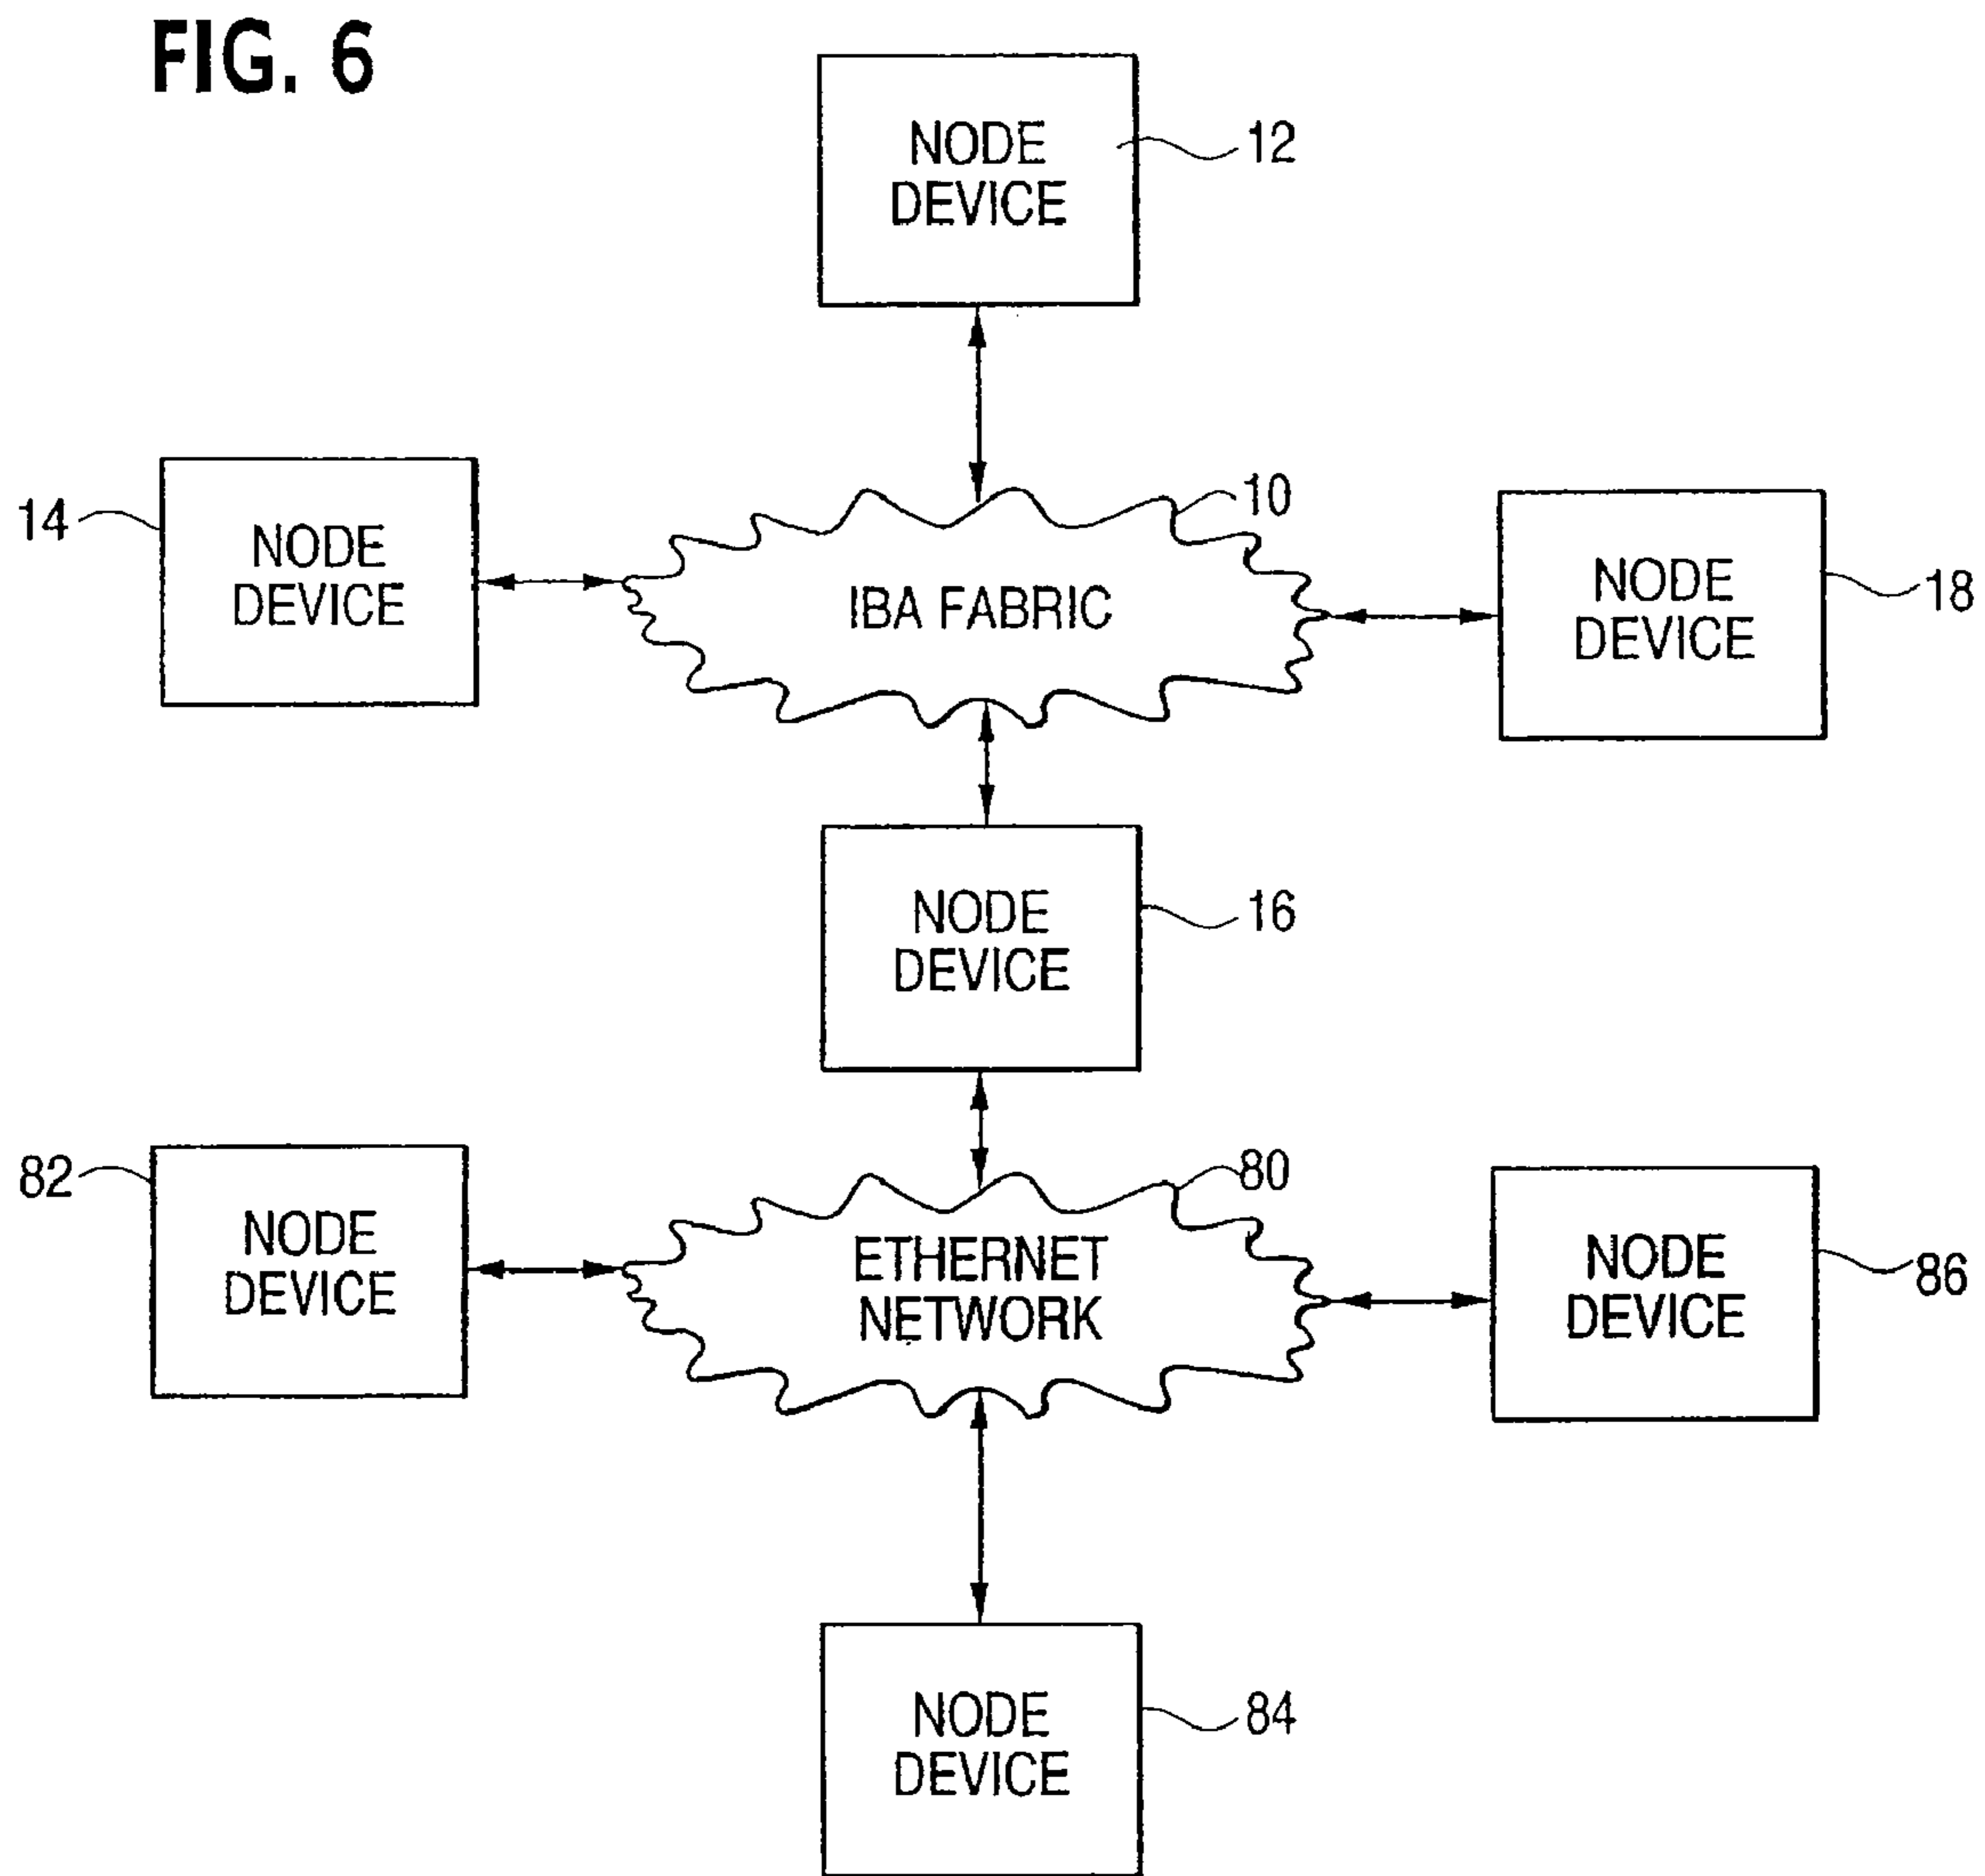 FIG. 6
NODE
DEVICE
12
14
NODE
DEVICE
10
IBA FABRIC
NODE
DEVICE
18
NODE
DEVICE
16
82
NODE
DEVICE
80
ETHERNET
NETWORK
NODE
DEVICE
86
NODE
DEVICE
84